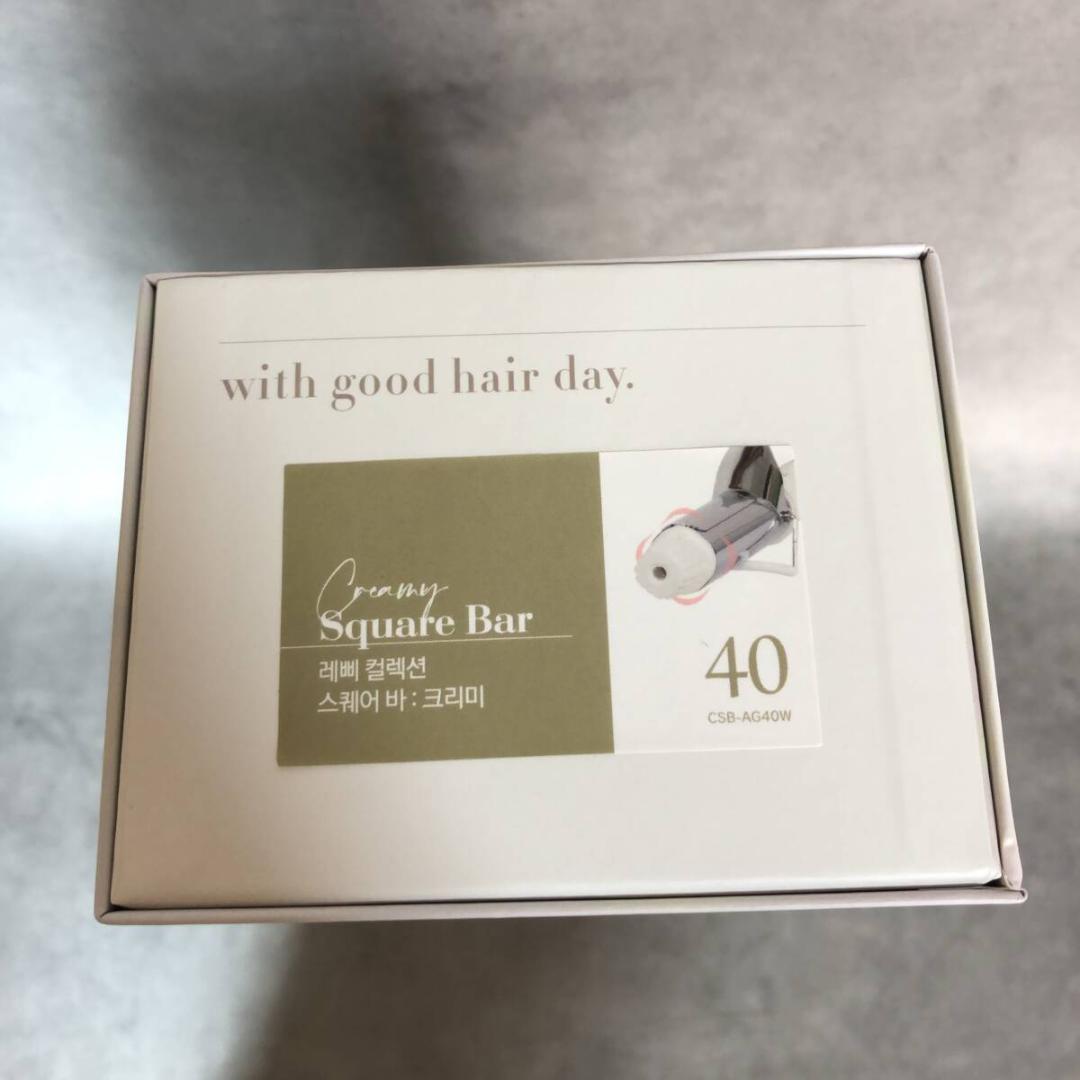 with good hair day.
Creamy
Square Bar
레삐 컬렉션
스퀘어 바 : 크리미
40
CSB-AG40W